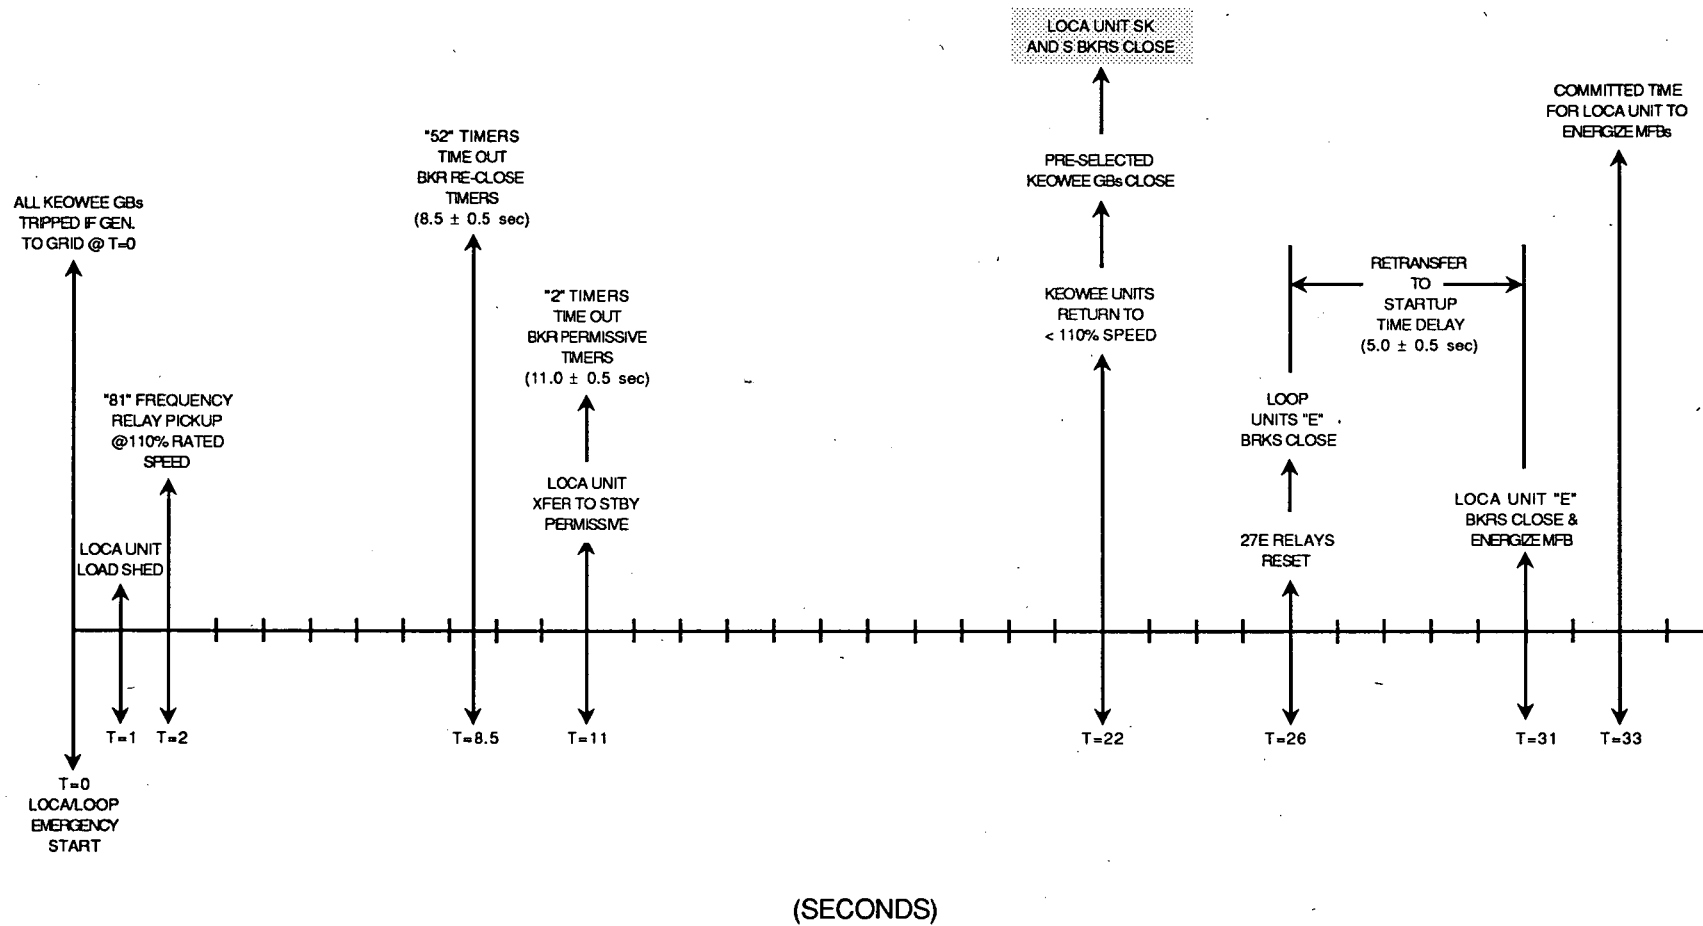 LOCA UNIT SK
AND S BKRS CLOSE
COMMITTED TIME
FOR LOCA UNIT TO
ENERGIZE MFBs
"52" TIMERS
TIME OUT
BKR RE-CLOSE
TIMERS
(8.5 ± 0.5 sec)
PRE-SELECTED
KEOWEE GBs CLOSE
ALL KEOWEE GBs
TRIPPED IF GEN.
TO GRID @ T=0
RETRANSFER
TO
STARTUP
TIME DELAY
(5.0 ± 0.5 sec)
"2" TIMERS
TIME OUT
BKR PERMISSIVE
TIMERS
(11.0 ± 0.5 sec)
KEOWEE UNITS
RETURN TO
< 110% SPEED
"81" FREQUENCY
RELAY PICKUP
@110% RATED
SPEED
LOOP
UNITS "E"
BRKS CLOSE
LOCA UNIT
XFER TO STBY
PERMISSIVE
LOCA UNIT "E"
BKRS CLOSE &
ENERGIZE MFB
LOCA UNIT
LOAD SHED
27E RELAYS
RESET
T=1
T=2
T=8.5
T=11
T=22
T=26
T=31
T=33
T=0
LOCA/LOOP
EMERGENCY
START
(SECONDS)